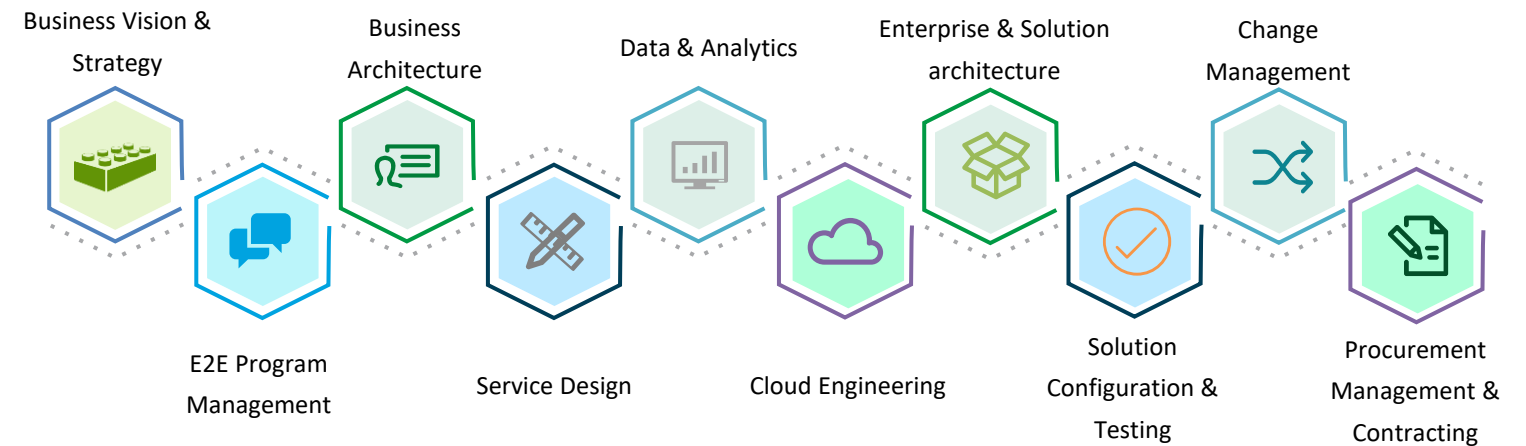 Business Vision &
Strategy
E2E Program
Management
Business
Architecture
Service Design
Data & Analytics
Cloud Engineering
Enterprise & Solution
architecture
Solution
Configuration &
Testing
Change
Management
Procurement
Management &
Contracting